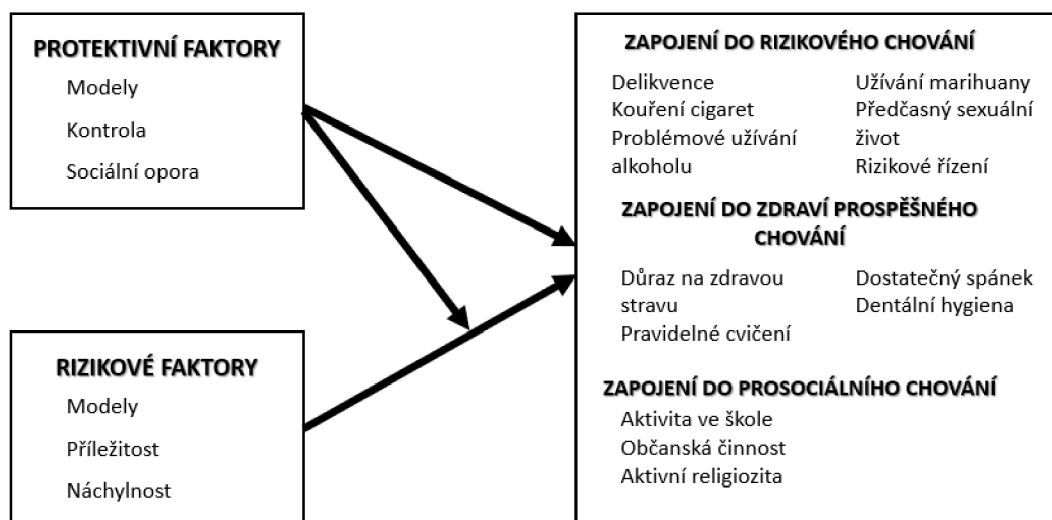 PROTEKTIVNÍ FAKTORY
Modely
Kontrola
Sociální opora
RIZIKOVÉ FAKTORY
Modely
Příležitost
Náchylnost
ZAPOJENÍ DO RIZIKOVÉHO CHOVÁNÍ
Delikvence
Kouření cigaret
Problémové užívání
alkoholu
Užívání marihuany
Předčasný sexuální
život
Rizikové řízení
ZAPOJENÍ DO ZDRAVÍ PROSPĚŠNÉHO
CHOVÁNÍ
Důraz na zdravou
stravu
Pravidelné cvičení
Dostatečný spánek
Dentální hygiena
ZAPOJENÍ DO PROSOCIÁLNÍHO CHOVÁNÍ
Aktivita ve škole
Občanská činnost
Aktivní religiozita